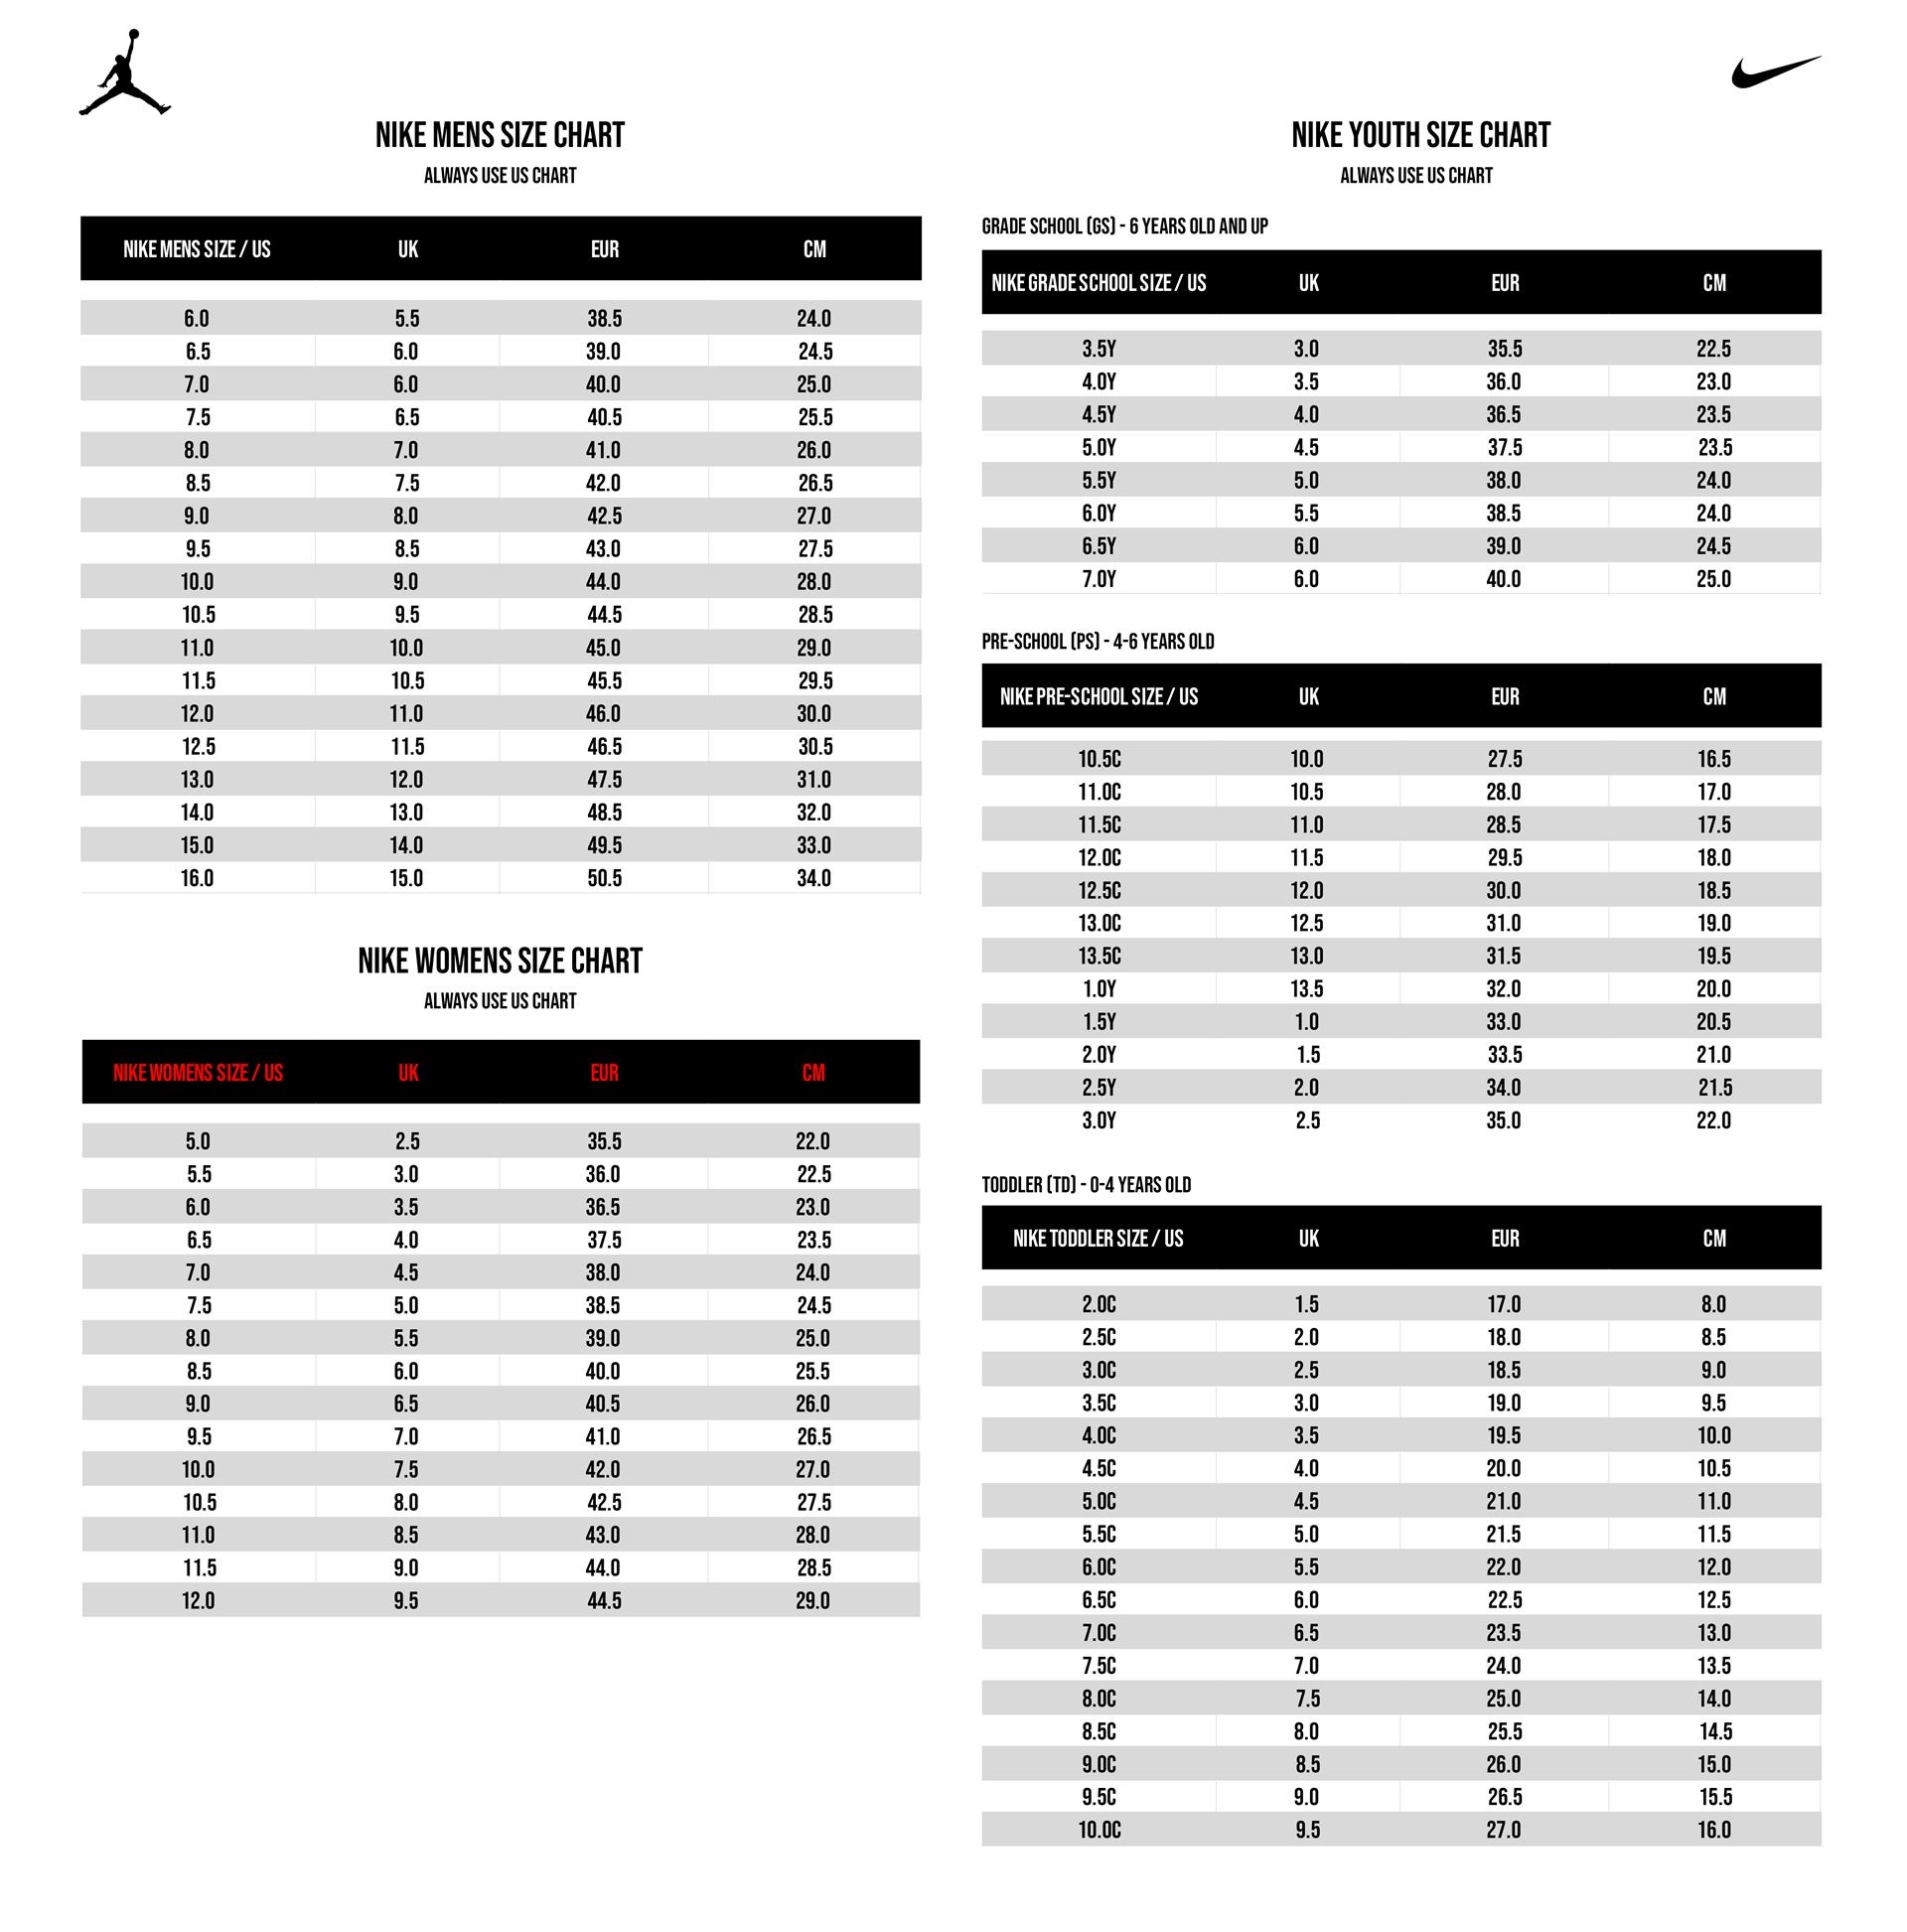 NIKE MENS SIZE CHART
ALWAYS USE US CHART
NIKE MENS SIZE / US UK EUR CM
6.0 5.5 38.5 24.0
6.5 6.0 39.0 24.5
7.0 6.0 40.0 25.0
7.5 6.5 40.5 25.5
8.0 7.0 41.0 26.0
8.5 7.5 42.0 26.5
9.0 8.0 42.5 27.0
9.5 8.5 43.0 27.5
10.0 9.0 44.0 28.0
10.5 9.5 44.5 28.5
11.0 10.0 45.0 29.0
11.5 10.5 45.5 29.5
12.0 11.0 46.0 30.0
12.5 11.5 46.5 30.5
13.0 12.0 47.5 31.0
14.0 13.0 48.5 32.0
15.0 14.0 49.5 33.0
16.0 15.0 50.5 34.0
NIKE WOMENS SIZE CHART
ALWAYS USE US CHART
NIKE WOMENS SIZE / US UK EUR CM
5.0 2.5 35.5 22.0
5.5 3.0 36.0 22.5
6.0 3.5 36.5 23.0
6.5 4.0 37.5 23.5
7.0 4.5 38.0 24.0
7.5 5.0 38.5 24.5
8.0 5.5 39.0 25.0
8.5 6.0 40.0 25.5
9.0 6.5 40.5 26.0
9.5 7.0 41.0 26.5
10.0 7.5 42.0 27.0
10.5 8.0 42.5 27.5
11.0 8.5 43.0 28.0
11.5 9.0 44.0 28.5
12.0 9.5 44.5 29.0
NIKE YOUTH SIZE CHART
ALWAYS USE US CHART
GRADE SCHOOL (GS) - 6 YEARS OLD AND UP
NIKE GRADE SCHOOL SIZE / US UK EUR CM
3.5Y 3.0 35.5 22.5
4.0Y 3.5 36.0 23.0
4.5Y 4.0 36.5 23.5
5.0Y 4.5 37.5 23.5
5.5Y 5.0 38.0 24.0
6.0Y 5.5 38.5 24.0
6.5Y 6.0 39.0 24.5
7.0Y 6.0 40.0 25.0
PRE-SCHOOL (PS) - 4-6 YEARS OLD
NIKE PRE-SCHOOL SIZE / US UK EUR CM
10.5C 10.0 27.5 16.5
11.0C 10.5 28.0 17.0
11.5C 11.0 28.5 17.5
12.0C 11.5 29.5 18.0
12.5C 12.0 30.0 18.5
13.0C 12.5 31.0 19.0
13.5C 13.0 31.5 19.5
1.0Y 13.5 32.0 20.0
1.5Y 1.0 33.0 20.5
2.0Y 1.5 33.5 21.0
2.5Y 2.0 34.0 21.5
3.0Y 2.5 35.0 22.0
TODDLER (TD) - 0-4 YEARS OLD
NIKE TODDLER SIZE / US UK EUR CM
2.0C 1.5 17.0 8.0
2.5C 2.0 18.0 8.5
3.0C 2.5 18.5 9.0
3.5C 3.0 19.0 9.5
4.0C 3.5 19.5 10.0
4.5C 4.0 20.0 10.5
5.0C 4.5 21.0 11.0
5.5C 5.0 21.5 11.5
6.0C 5.5 22.0 12.0
6.5C 6.0 22.5 12.5
7.0C 6.5 23.5 13.0
7.5C 7.0 24.0 13.5
8.0C 7.5 25.0 14.0
8.5C 8.0 25.5 14.5
9.0C 8.5 26.0 15.0
9.5C 9.0 26.5 15.5
10.0C 9.5 27.0 16.0